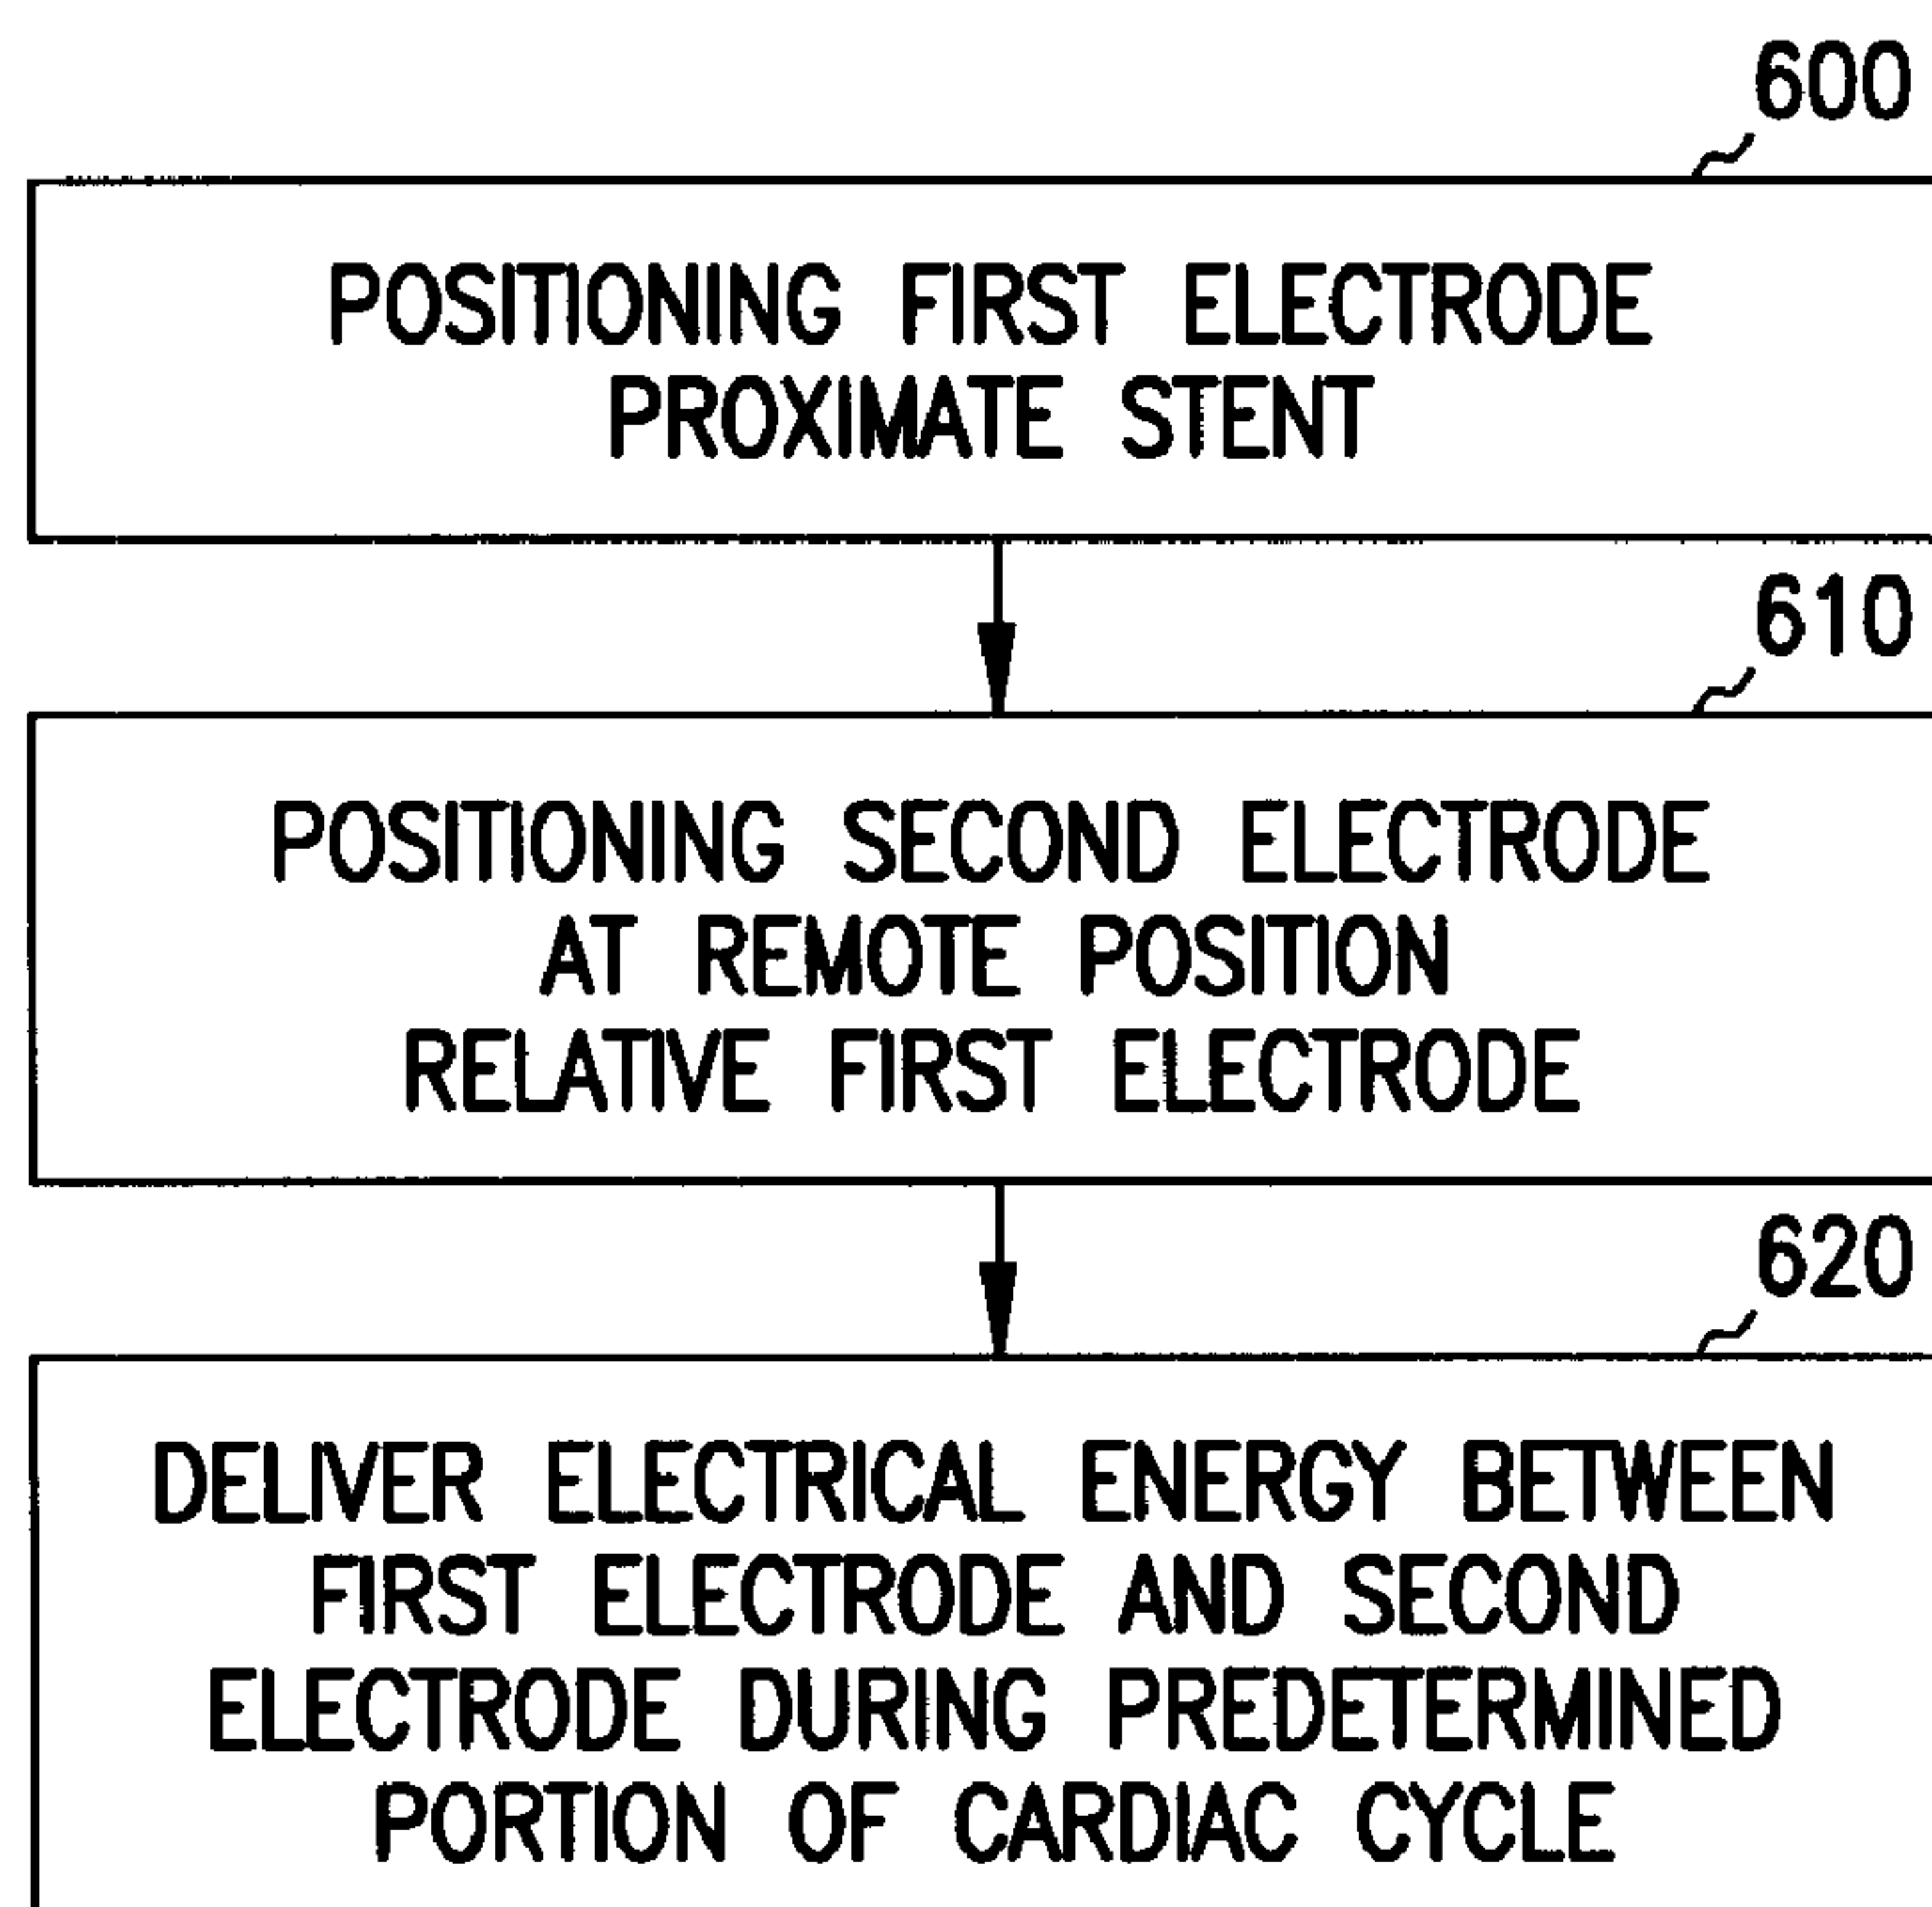 600
POSITIONING FIRST ELECTRODE
PROXIMATE STENT
610
POSITIONING SECOND ELECTRODE
AT REMOTE POSITION
RELATIVE FIRST ELECTRODE
620
DELIVER ELECTRICAL ENERGY BETWEEN
FIRST ELECTRODE AND SECOND
ELECTRODE DURING PREDETERMINED
PORTION OF CARDIAC CYCLE